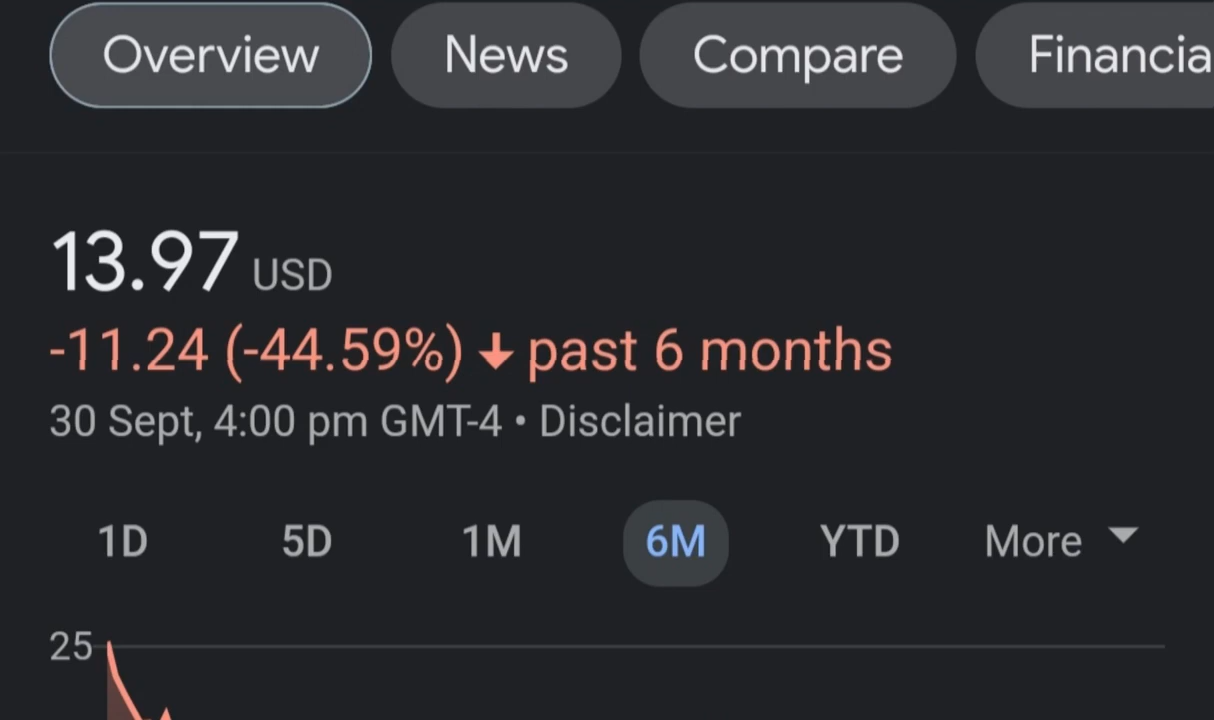 Overview News Compare Financia
13.97 USD
-11.24 (-44.59%) ↓ past 6 months
30 Sept, 4:00 pm GMT-4 • Disclaimer
1D 5D 1M 6M YTD More
25